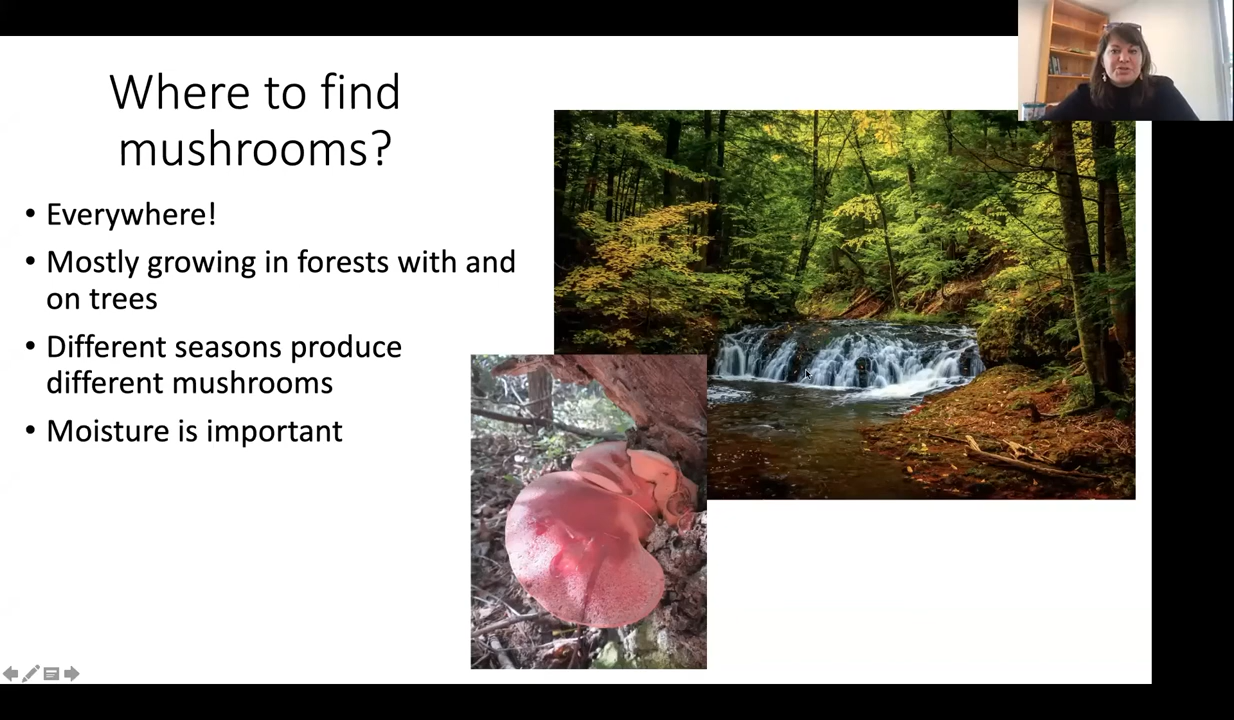 Where to find
mushrooms?
• Everywhere!
• Mostly growing in forests with and
on trees
• Different seasons produce
different mushrooms
• Moisture is important